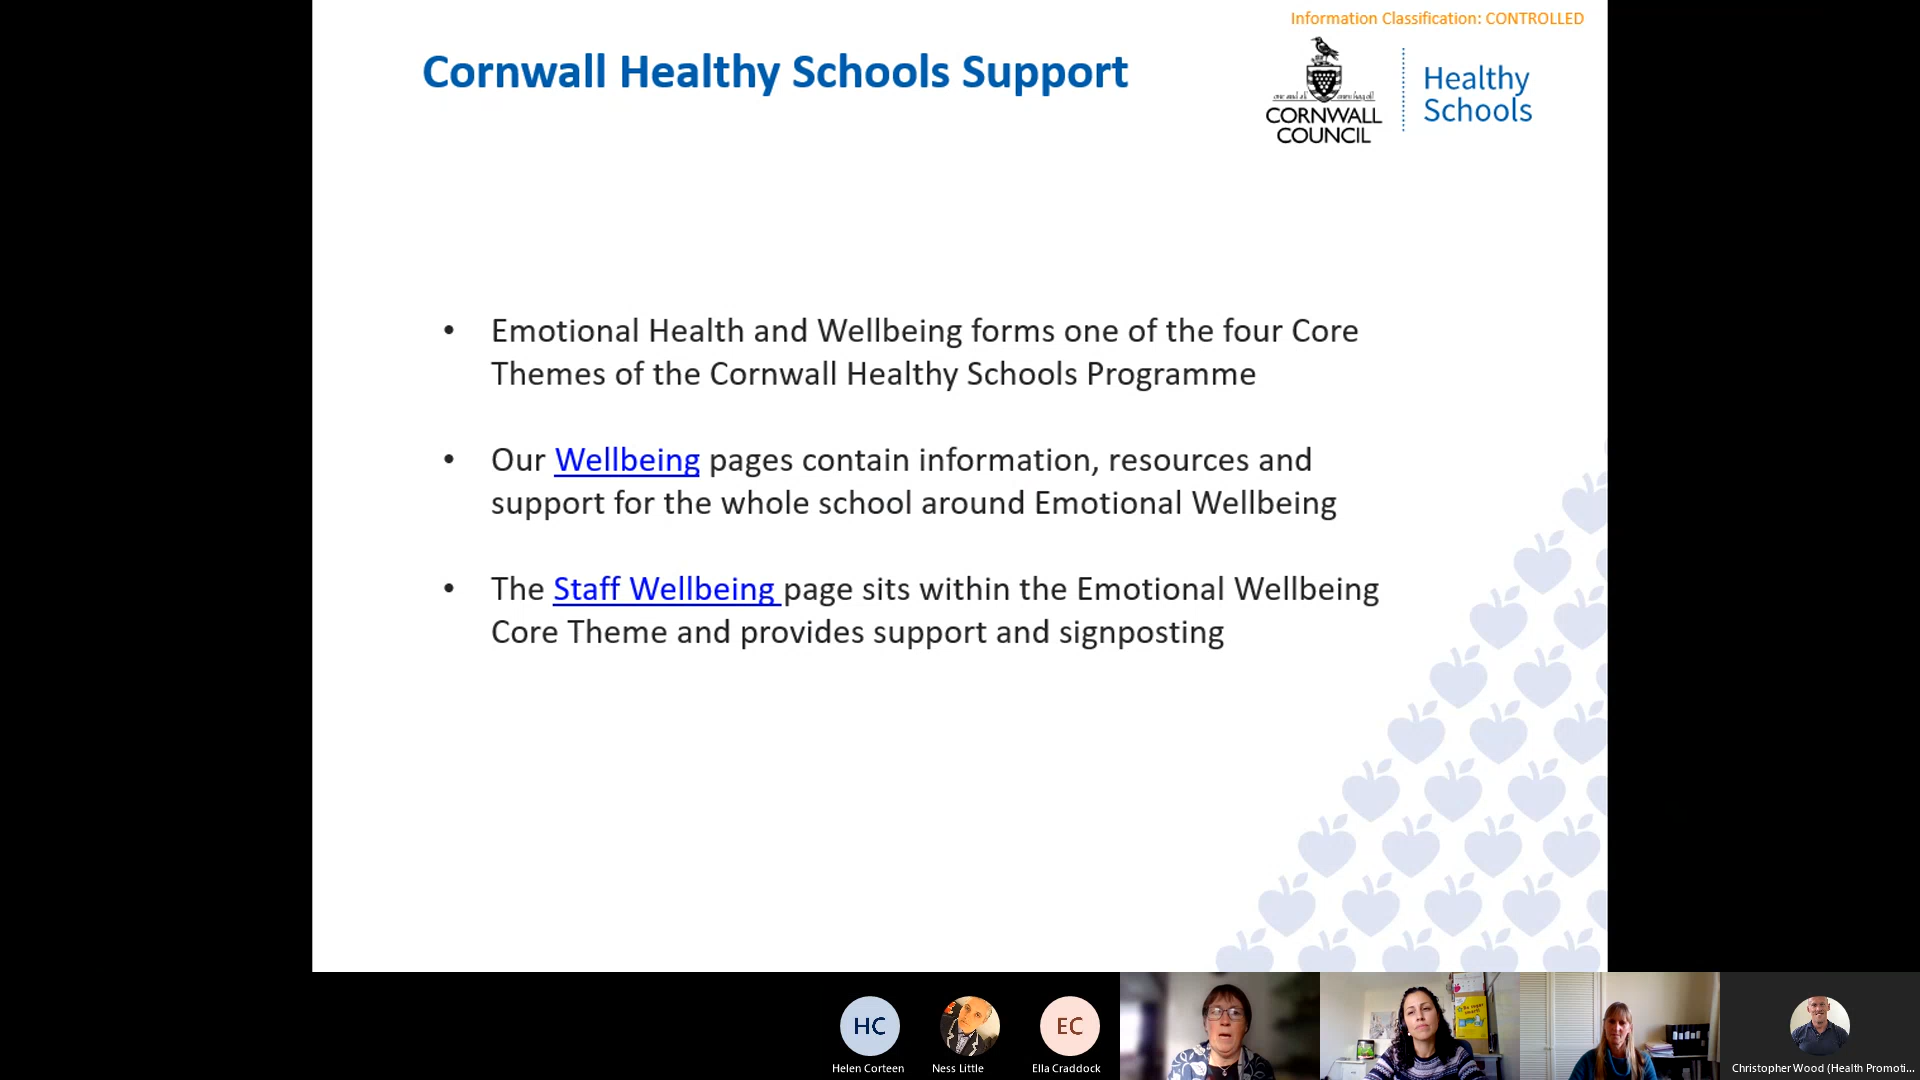 Information Classification: CONTROLLED
Cornwall Healthy Schools Support
CORNWALL
COUNCIL
Healthy
Schools
• Emotional Health and Wellbeing forms one of the four Core
Themes of the Cornwall Healthy Schools Programme
• Our Wellbeing pages contain information, resources and
support for the whole school around Emotional Wellbeing
• The Staff Wellbeing page sits within the Emotional Wellbeing
Core Theme and provides support and signposting
HC
EC
Helen Corteen
Ness Little
Ella Craddock
Christopher Wood (Health Promoti...